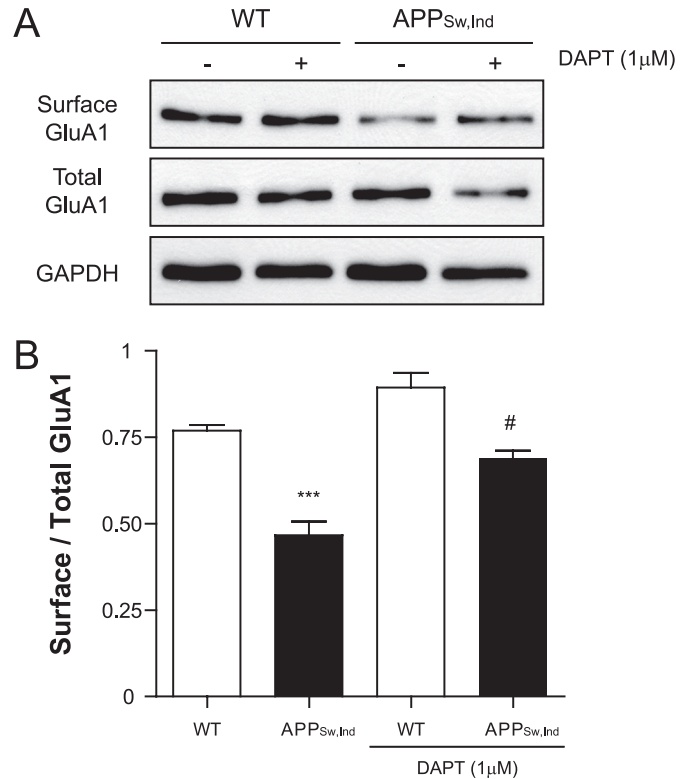 A
WT APPSw,Ind
- + - + DAPT (1µM)
Surface
GluA1
Total
GluA1
GAPDH
B
Surface / Total GluA1
1
0.75
0.50
0.25
0
***
#
WT APPSw,Ind WT APPSw,Ind
DAPT (1µM)